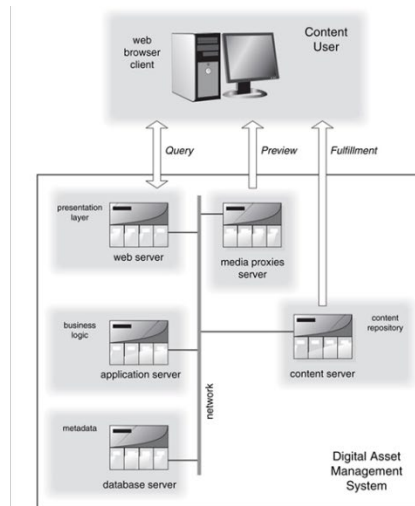 web
browser
client
Content
User
Query
Preview
Fulfillment
presentation
layer
web server
media proxies
server
business
logic
application server
content
repository
content server
network
metadata
database server
Digital Asset
Management
System